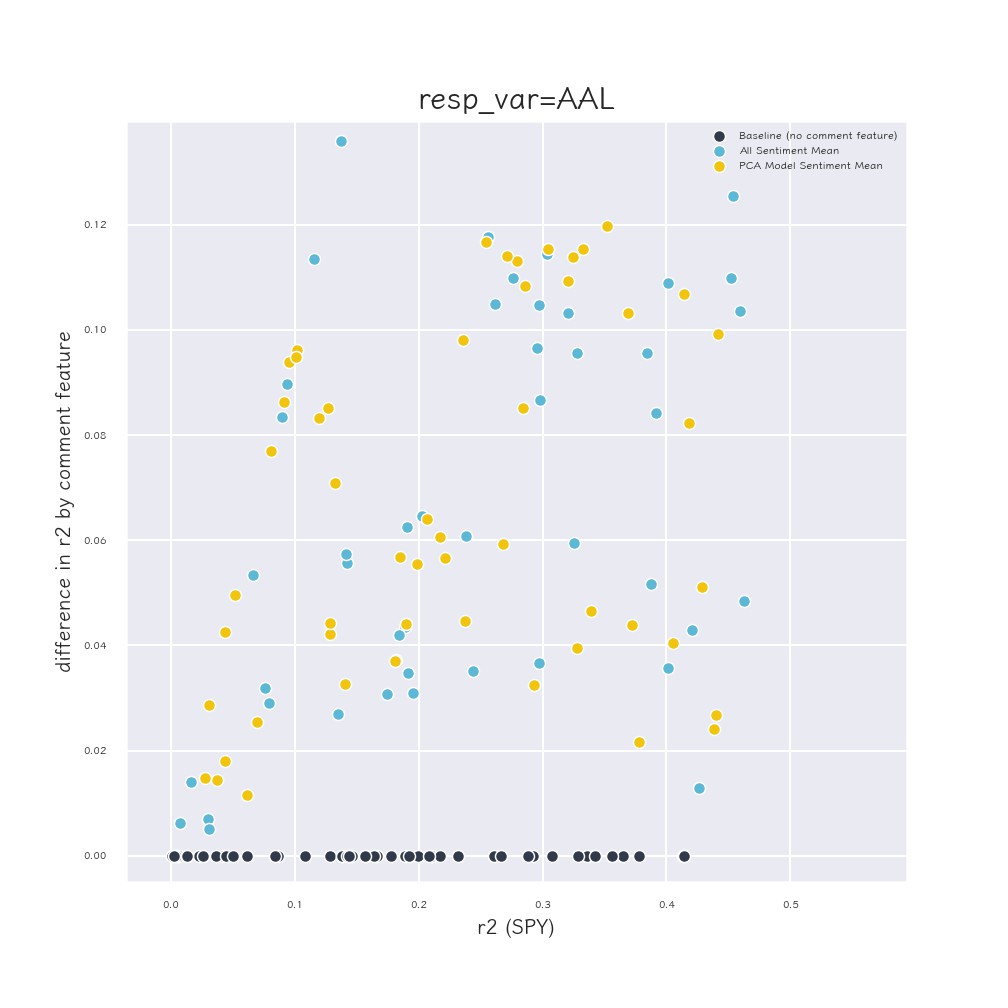 resp_var=AAL
Baseline (no comment feature)
All Sentiment Mean
PCA Model Sentiment Mean
difference in r2 by comment feature
0.12
0.10
0.08
0.06
0.04
0.02
0.00
0.0 0.1 0.2 0.3 0.4 0.5
r2 (SPY)